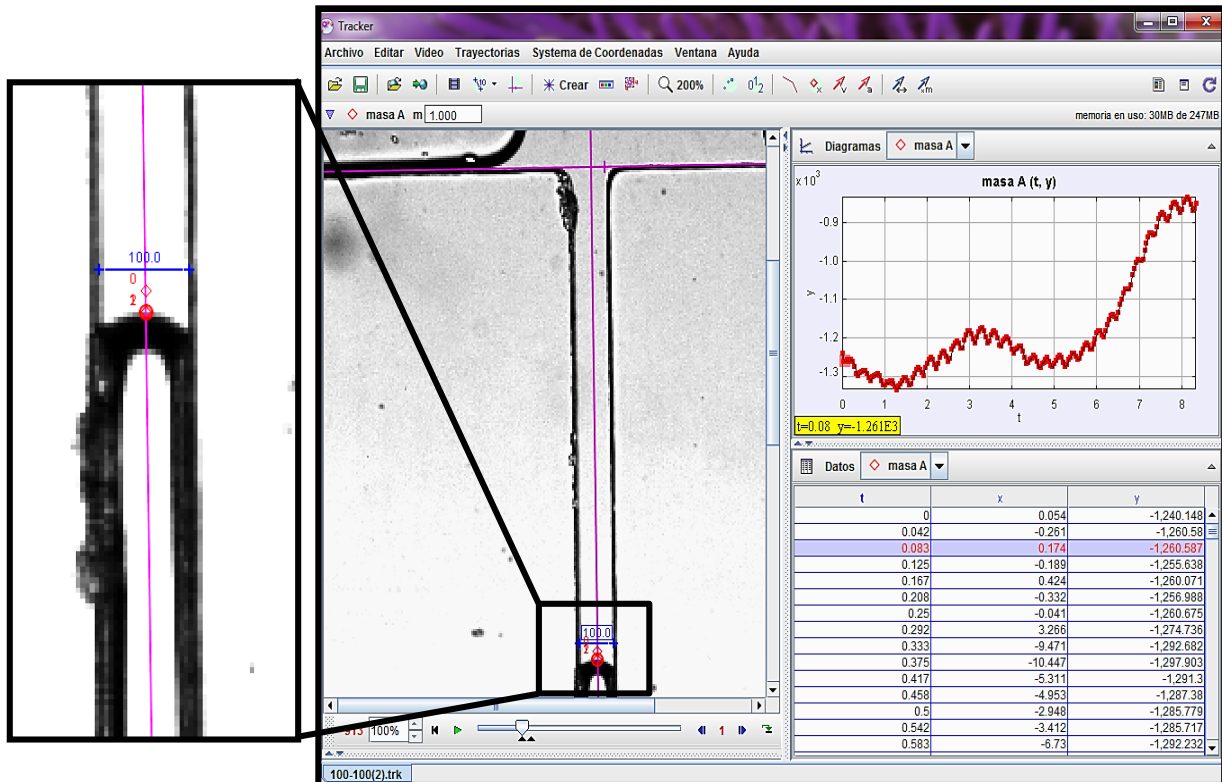 Tracker
Archivo Editar Video Trayectorias Systema de Coordenadas Ventana Ayuda
Crear 200%
masa A m 1.000
memoria en uso: 30MB de 247MB
100.0
0
100.0
Diagramas masa A
x 10^3
masa A (t, y)
-0.9
-1.0
-1.1
-1.2
-1.3
y
0 1 2 3 4 5 6 7 8
t
t=0.08 y=-1.261E3
Datos masa A
t x y
0 0.054 -1,240.148
0.042 -0.261 -1,260.58
0.083 0.174 -1,260.587
0.125 -0.189 -1,255.638
0.167 0.424 -1,260.071
0.208 -0.332 -1,256.988
0.25 -0.041 -1,260.675
0.292 3.266 -1,274.736
0.333 -9.471 -1,292.682
0.375 -10.447 -1,297.903
0.417 -5.311 -1,291.3
0.458 -4.953 -1,287.38
0.5 -2.948 -1,285.779
0.542 -3.412 -1,285.717
0.583 -6.73 -1,292.232
100% 1
100-100(2).trk